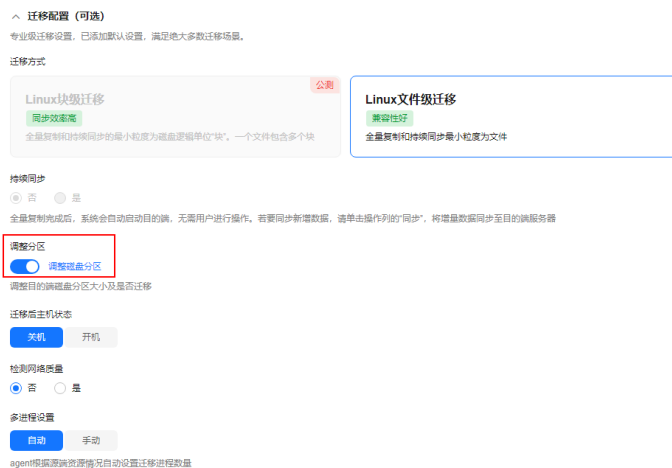 迁移配置（可选）
专业级迁移设置，已添加默认设置，满足绝大多数迁移场景。
迁移方式
公测
Linux块级迁移
同步效率高
全量复制和持续同步的最小粒度为磁盘逻辑单位“块”。一个文件包含多个块
Linux文件级迁移
兼容性好
全量复制和持续同步最小粒度为文件
持续同步
否 是
全量复制完成后，系统会自动启动目的端，无需用户进行操作。若要同步新增数据，请单击操作列的“同步”，将增量数据同步至目的端服务器
调整分区
调整磁盘分区
调整目的端磁盘分区大小及是否迁移
迁移后主机状态
关机 开机
检测网络质量
否 是
多进程设置
自动 手动
agent根据源端资源情况自动设置迁移进程数量